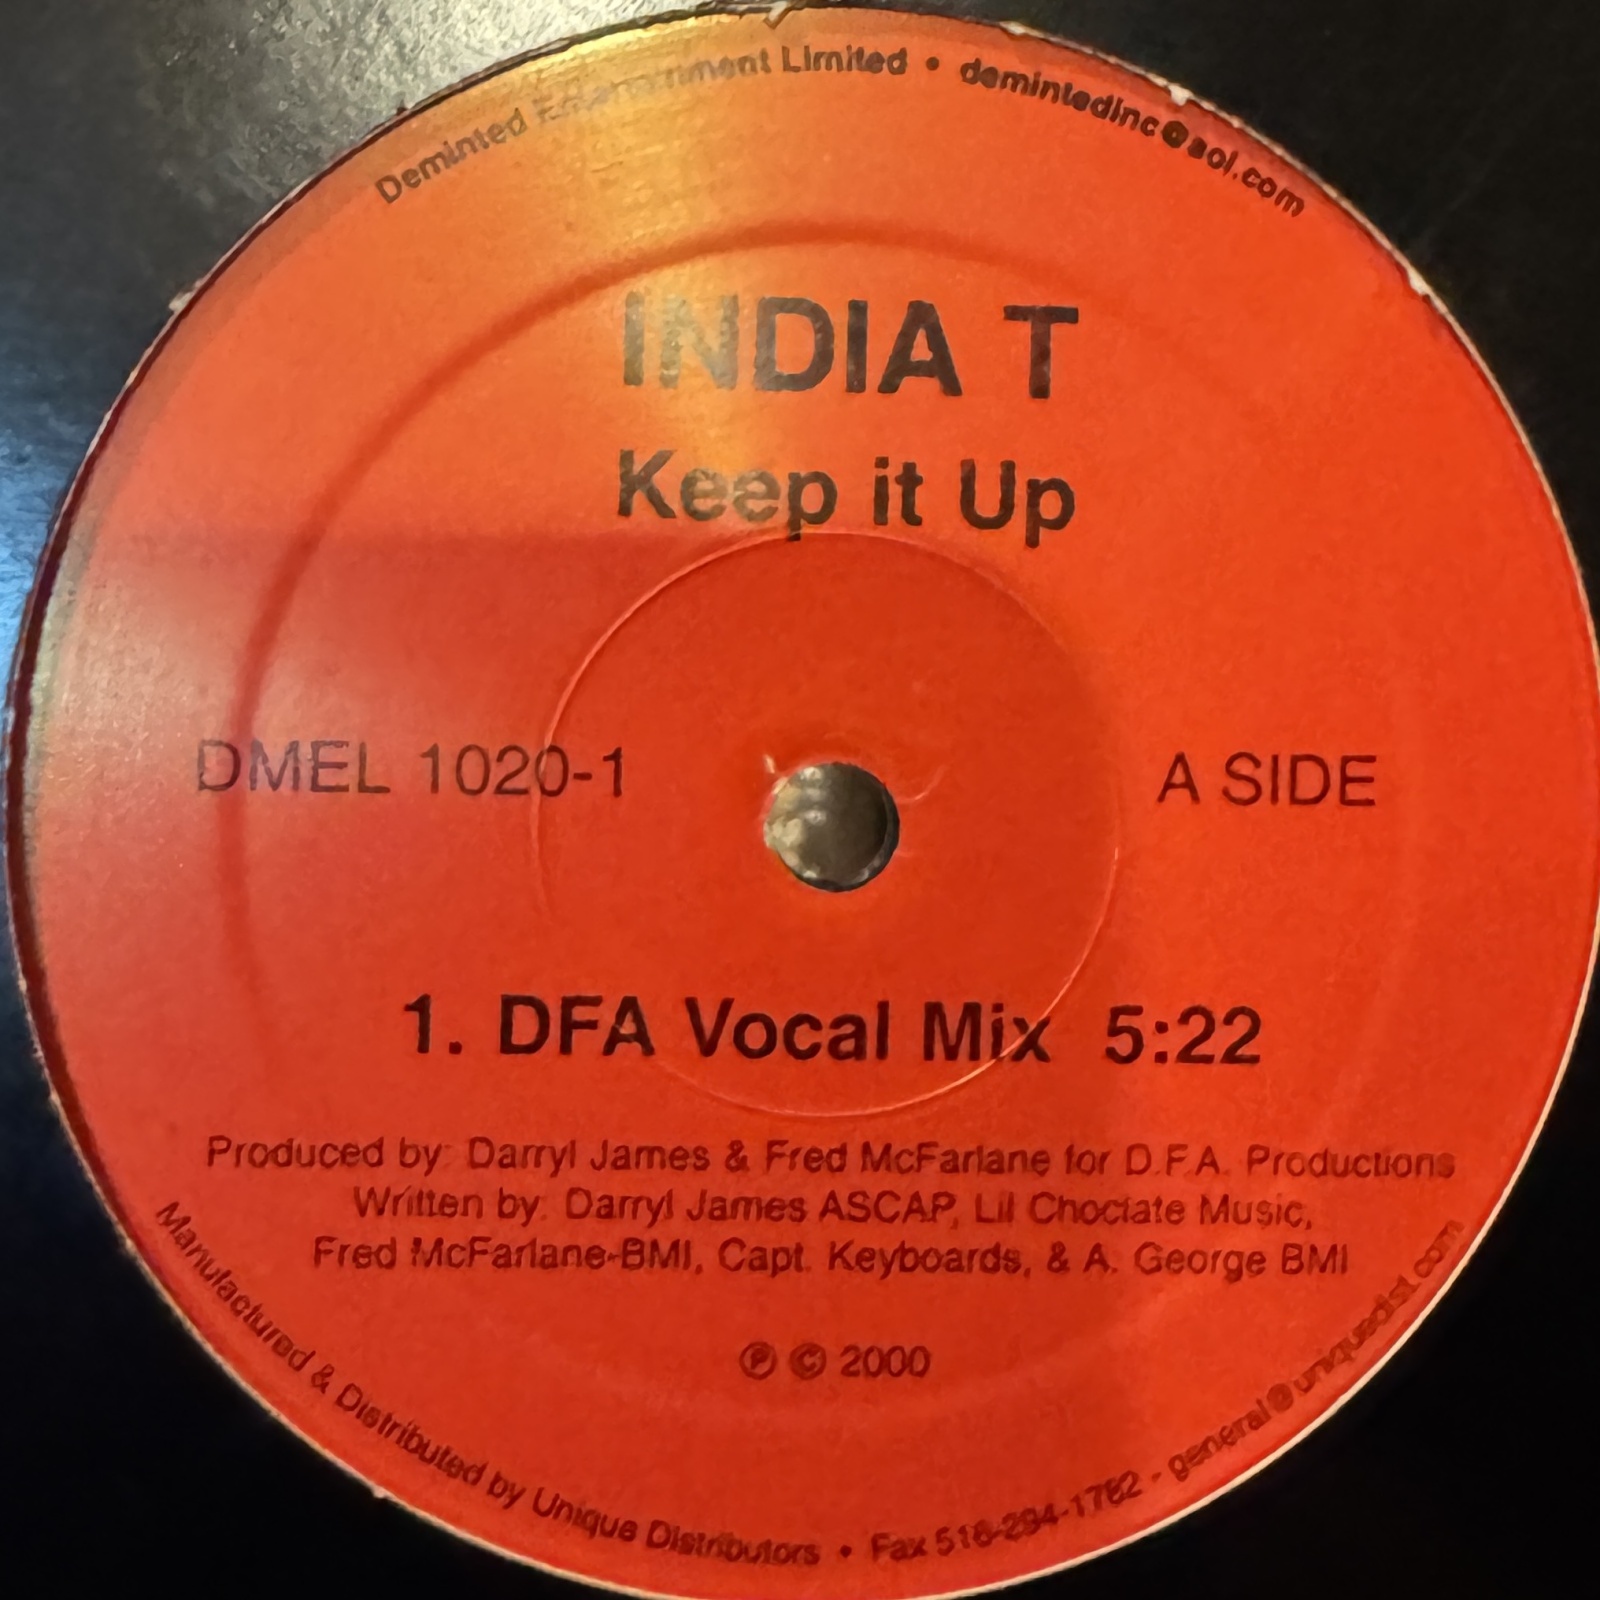 Deminted Entertainment Limited • demintedinc@aol.com
INDIA T
Keep it Up
DMEL 1020-1
A SIDE
1. DFA Vocal Mix 5:22
Produced by: Darryl James & Fred McFarlane for D.F.A. Productions
Written by: Darryl James ASCAP, Lil Choclate Music,
Fred McFarlane-BMI, Capt. Keyboards, & A. George BMI
Ⓟ © 2000
Manufactured & Distributed by Unique Distributors • Fax 516-294-1782 - general@uniquedist.com